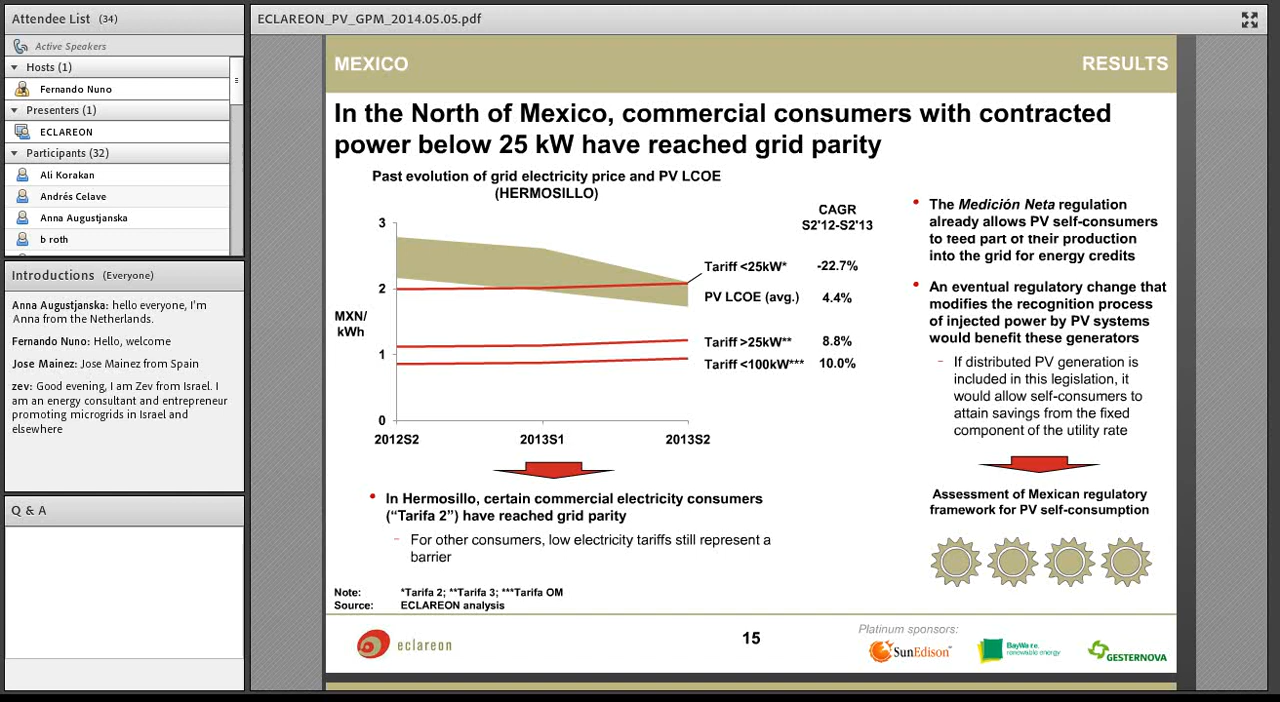 Attendee List (34)
Active Speakers
Hosts (1)
Fernando Nuno
Presenters (1)
ECLAREON
Participants (32)
Ali Korakan
Andrés Celave
Anna Augustjanska
b roth
Introductions (Everyone)
Anna Augustjanska: hello everyone, I'm
Anna from the Netherlands.
Fernando Nuno: Hello, welcome
Jose Mainez: Jose Mainez from Spain
zev: Good evening, I am Zev from Israel. I
am an energy consultant and entrepreneur
promoting microgrids in Israel and
elsewhere
Q & A
ECLAREON_PV_GPM_2014.05.05.pdf
MEXICO
RESULTS
In the North of Mexico, commercial consumers with contracted
power below 25 kW have reached grid parity
Past evolution of grid electricity price and PV LCOE
(HERMOSILLO)
CAGR
S2'12-S2'13
3
2
MXN/
kWh
1
0
2012S2
2013S1
2013S2
Tariff <25kW* -22.7%
PV LCOE (avg.) 4.4%
Tariff >25kW** 8.8%
Tariff <100kW*** 10.0%
In Hermosillo, certain commercial electricity consumers
(“Tarifa 2”) have reached grid parity
– For other consumers, low electricity tariffs still represent a
barrier
• The Medición Neta regulation
already allows PV self-consumers
to feed part of their production
into the grid for energy credits
• An eventual regulatory change that
modifies the recognition process
of injected power by PV systems
would benefit these generators
– If distributed PV generation is
included in this legislation, it
would allow self-consumers to
attain savings from the fixed
component of the utility rate
Assessment of Mexican regulatory
framework for PV self-consumption
Note: *Tarifa 2; **Tarifa 3; ***Tarifa OM
Source: ECLAREON analysis
eclareon
15
Platinum sponsors:
SunEdison
BayWa r.e.
renewable energy
GESTERNOVA